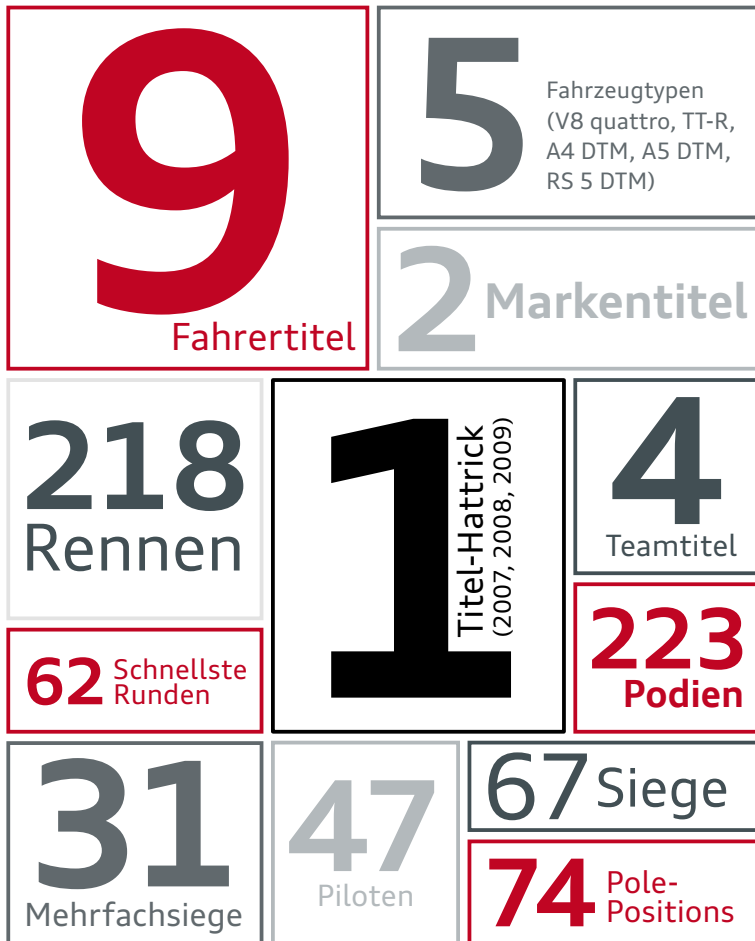 9
Fahrertitel
5
Fahrzeugtypen
(V8 quattro, TT-R,
A4 DTM, A5 DTM,
RS 5 DTM)
2 Markentitel
218
Rennen
1
Titel-Hattrick
(2007, 2008, 2009)
4
Teamtitel
62 Schnellste
Runden
223
Podien
31
Mehrfachsiege
47
Piloten
67 Siege
74 Pole-
Positions